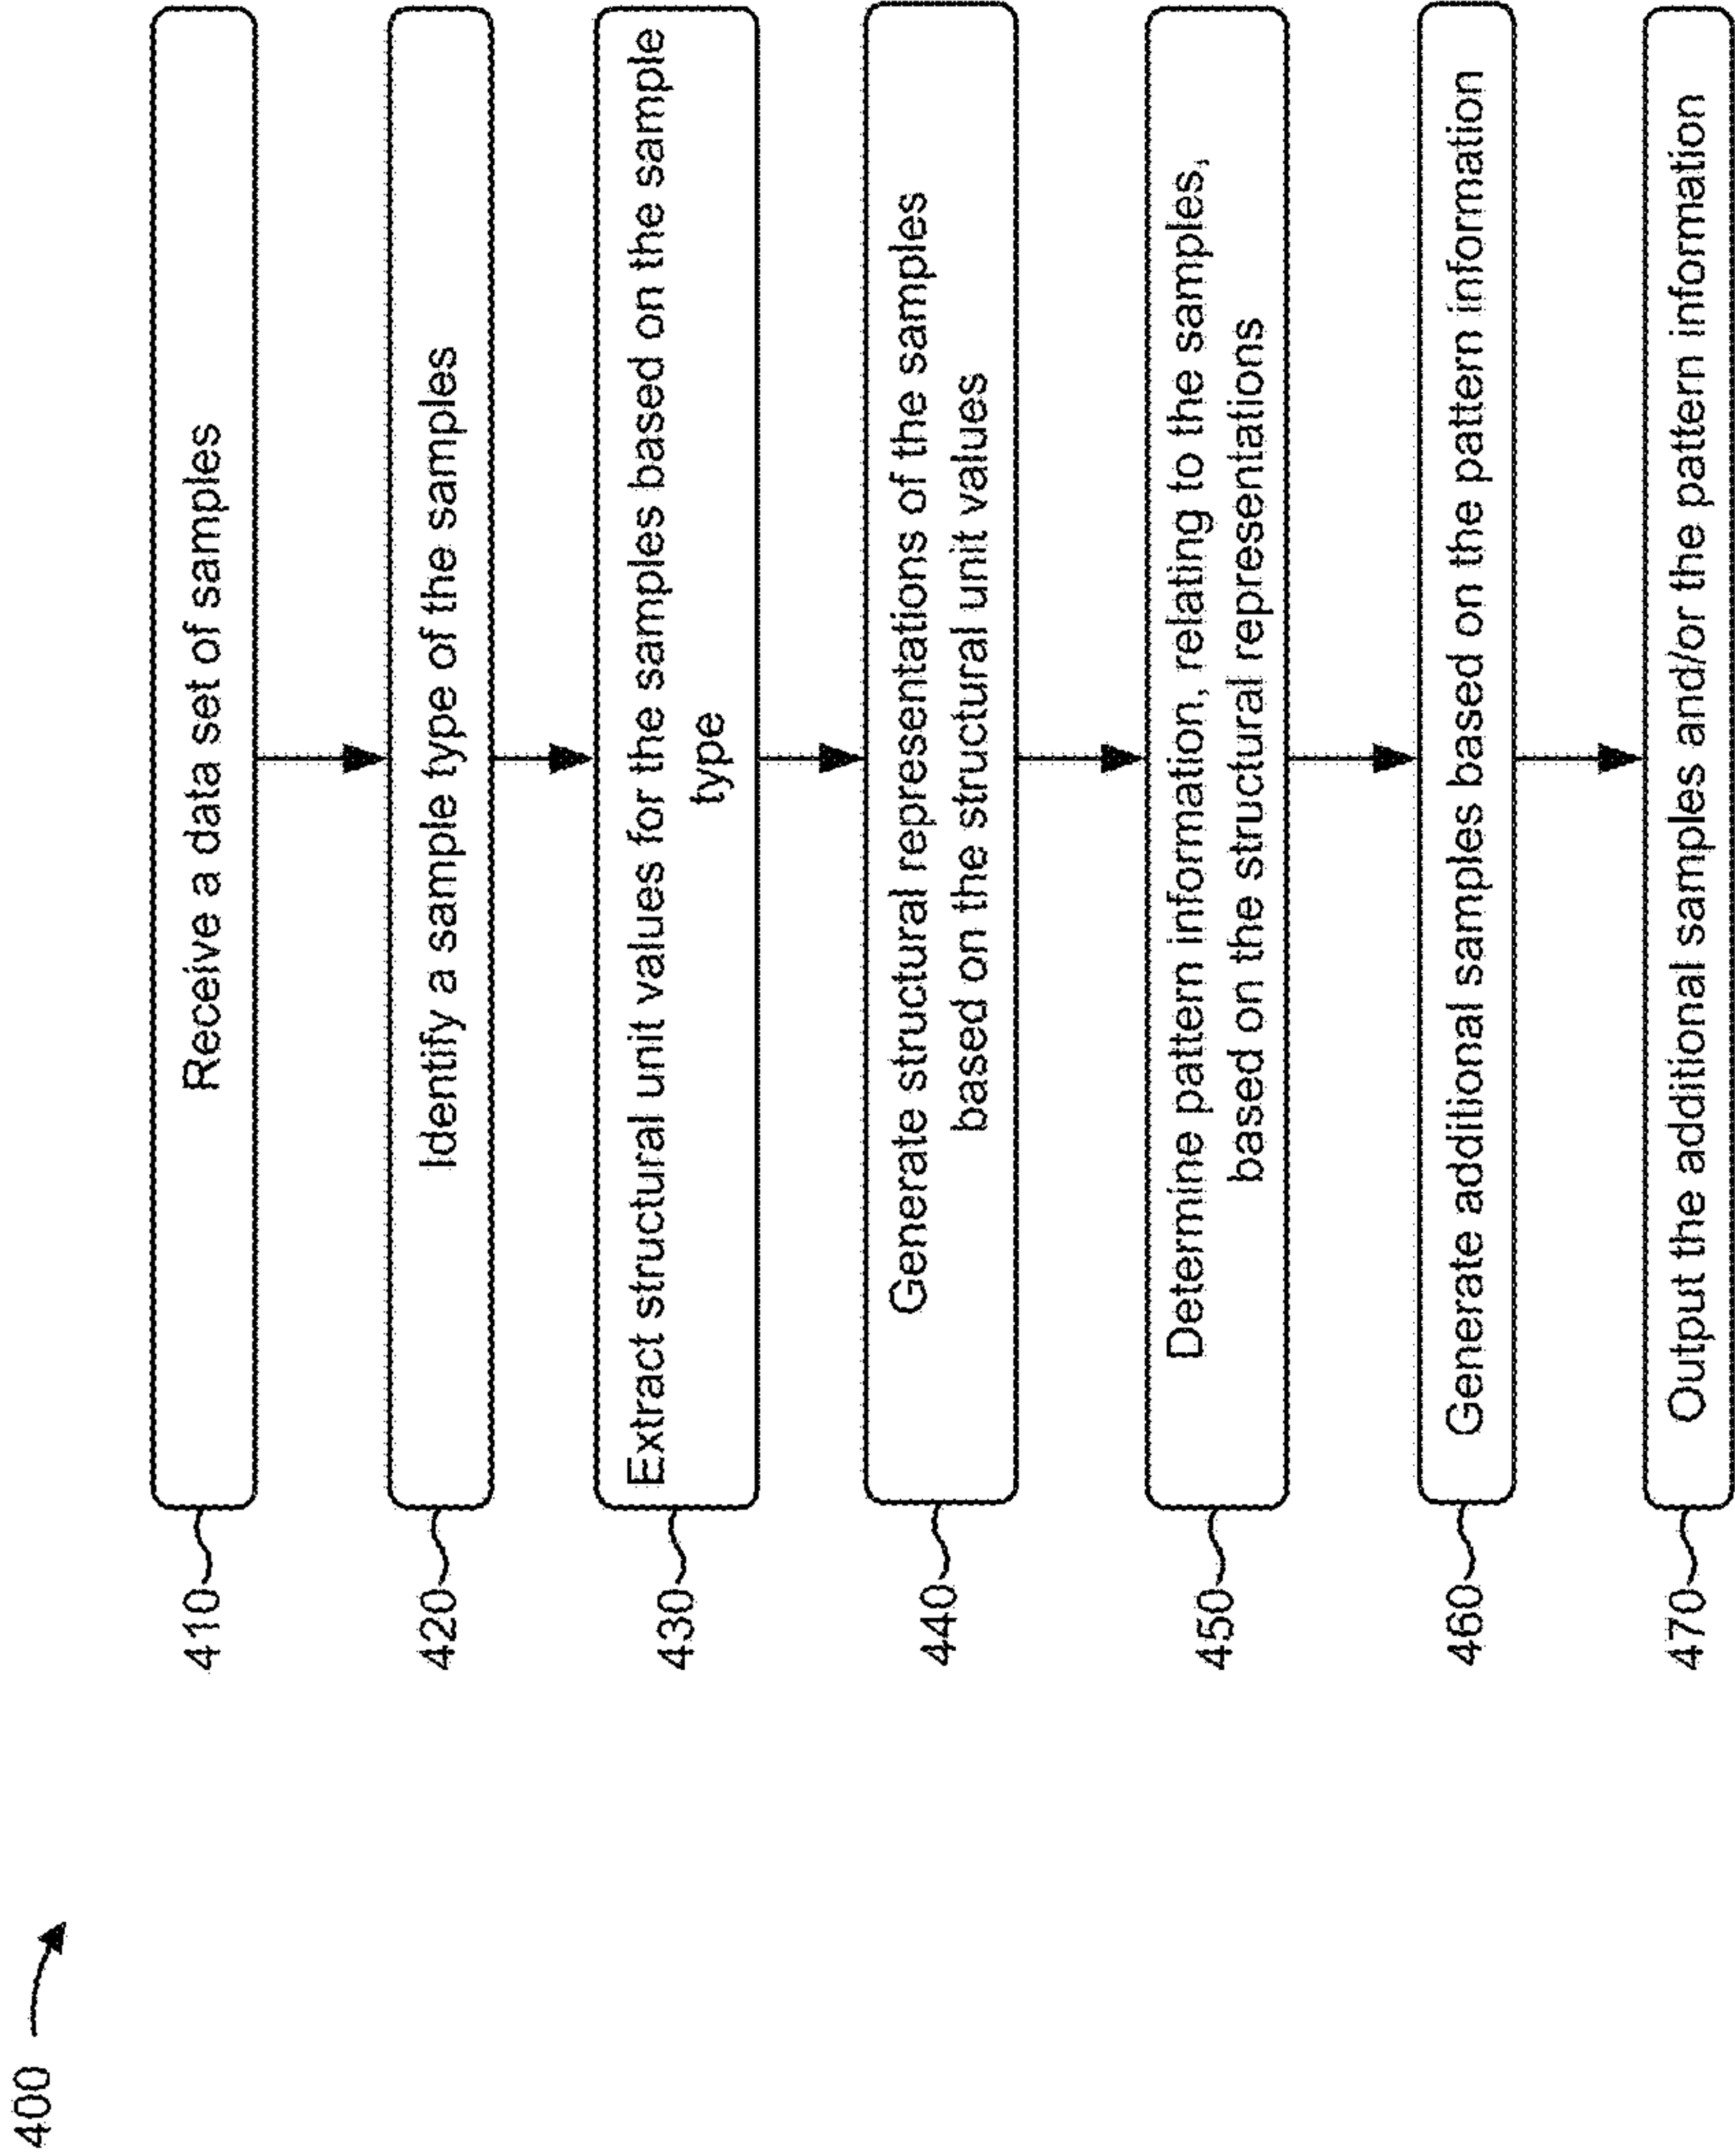 400
410
Receive a data set of samples
420
Identify a sample type of the samples
430
Extract structural unit values for the samples based on the sample
type
440
Generate structural representations of the samples
based on the structural unit values
450
Determine pattern information, relating to the samples,
based on the structural representations
460
Generate additional samples based on the pattern information
470
Output the additional samples and/or the pattern information